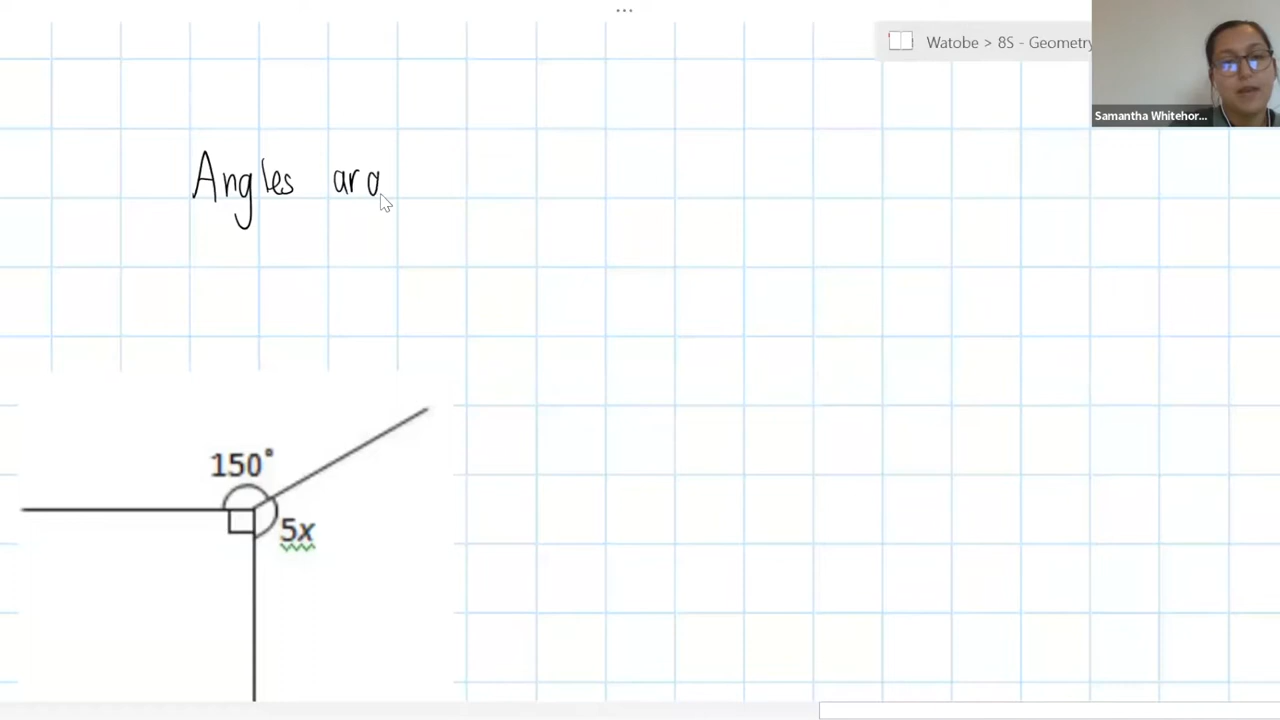 Watobe > 8S - Geometry
Samantha Whitehor...
Angles aro
150°
5x